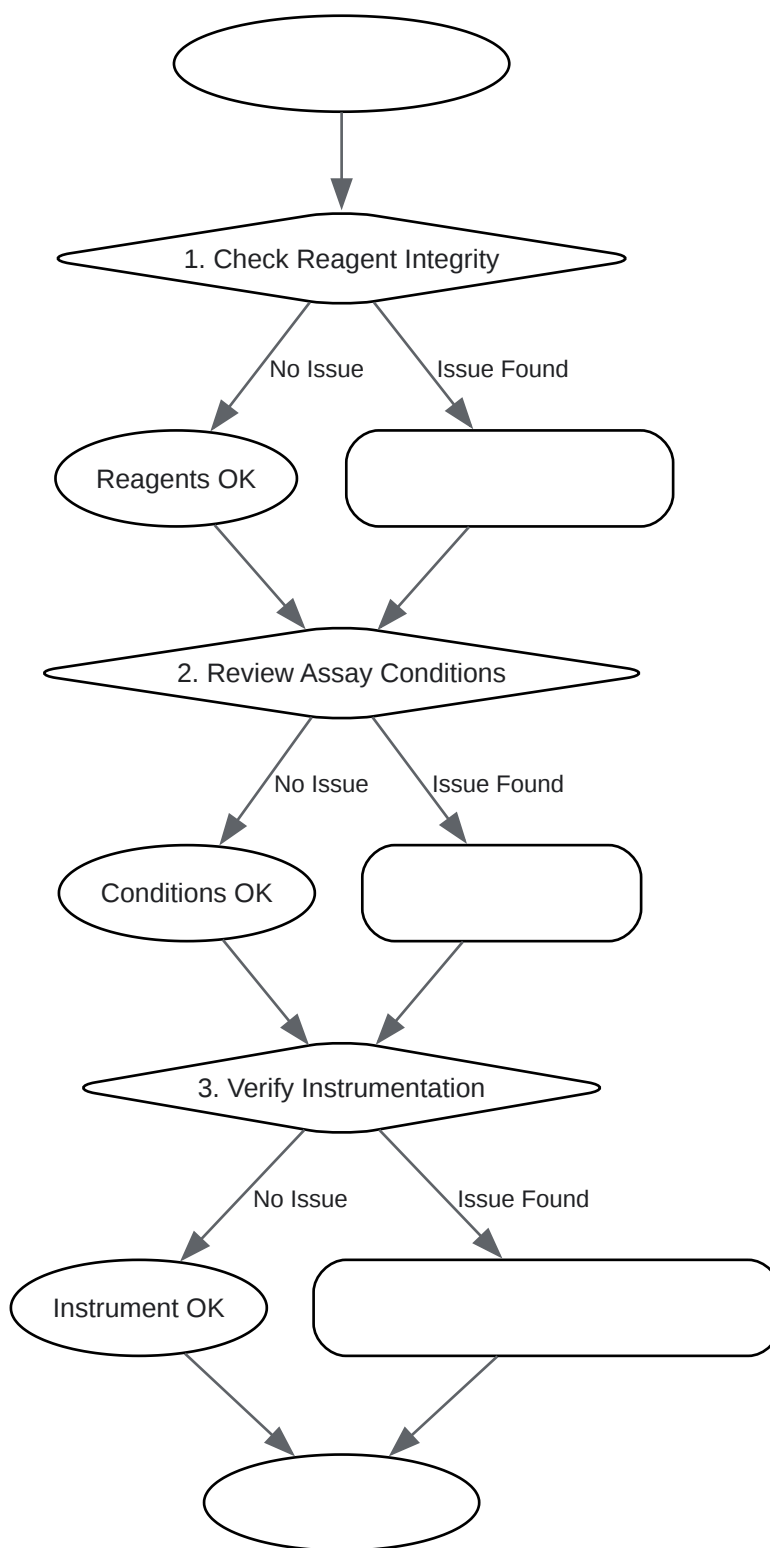 1. Check Reagent Integrity
No Issue
Issue Found
Reagents OK
2. Review Assay Conditions
No Issue
Issue Found
Conditions OK
3. Verify Instrumentation
No Issue
Issue Found
Instrument OK